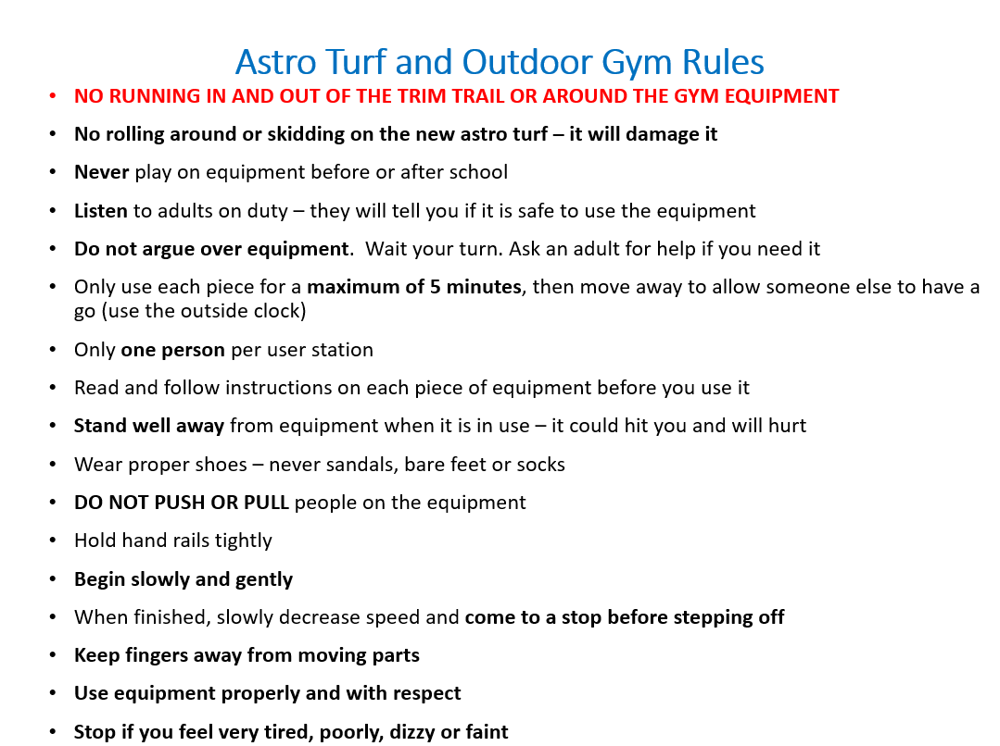 Astro Turf and Outdoor Gym Rules
• NO RUNNING IN AND OUT OF THE TRIM TRAIL OR AROUND THE GYM EQUIPMENT
• No rolling around or skidding on the new astro turf – it will damage it
• Never play on equipment before or after school
• Listen to adults on duty – they will tell you if it is safe to use the equipment
• Do not argue over equipment.  Wait your turn. Ask an adult for help if you need it
• Only use each piece for a maximum of 5 minutes, then move away to allow someone else to have a
go (use the outside clock)
• Only one person per user station
• Read and follow instructions on each piece of equipment before you use it
• Stand well away from equipment when it is in use – it could hit you and will hurt
• Wear proper shoes – never sandals, bare feet or socks
• DO NOT PUSH OR PULL people on the equipment
• Hold hand rails tightly
• Begin slowly and gently
• When finished, slowly decrease speed and come to a stop before stepping off
• Keep fingers away from moving parts
• Use equipment properly and with respect
• Stop if you feel very tired, poorly, dizzy or faint